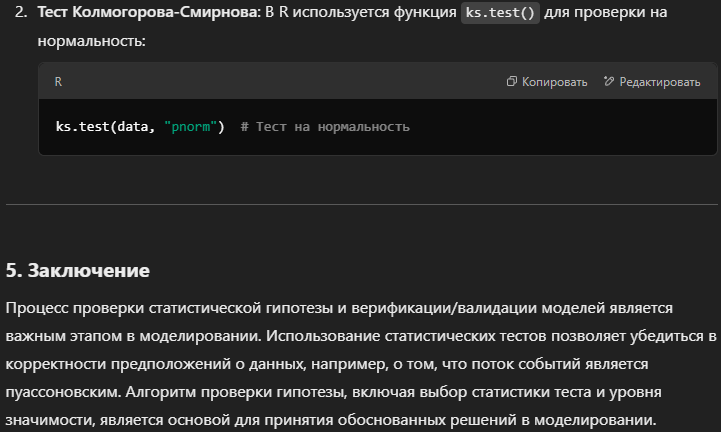 2. Тест Колмогорова-Смирнова: В R используется функция ks.test() для проверки на
нормальность:
R Копировать Редактировать
ks.test(data, "pnorm")  # Тест на нормальность
5. Заключение
Процесс проверки статистической гипотезы и верификации/валидации моделей является
важным этапом в моделировании. Использование статистических тестов позволяет убедиться в
корректности предположений о данных, например, о том, что поток событий является
пуассоновским. Алгоритм проверки гипотезы, включая выбор статистики теста и уровня
значимости, является основой для принятия обоснованных решений в моделировании.